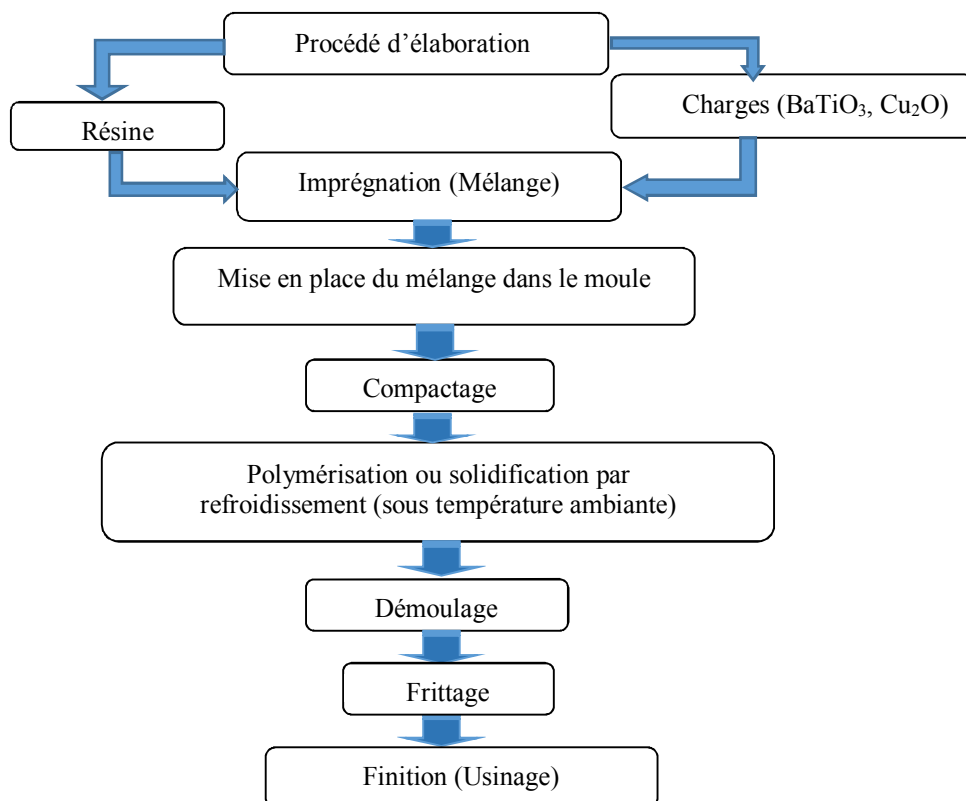 Procédé d’élaboration
Résine
Charges (BaTiO₃, Cu₂O)
Imprégnation (Mélange)
Mise en place du mélange dans le moule
Compactage
Polymérisation ou solidification par
refroidissement (sous température ambiante)
Démoulage
Frittage
Finition (Usinage)